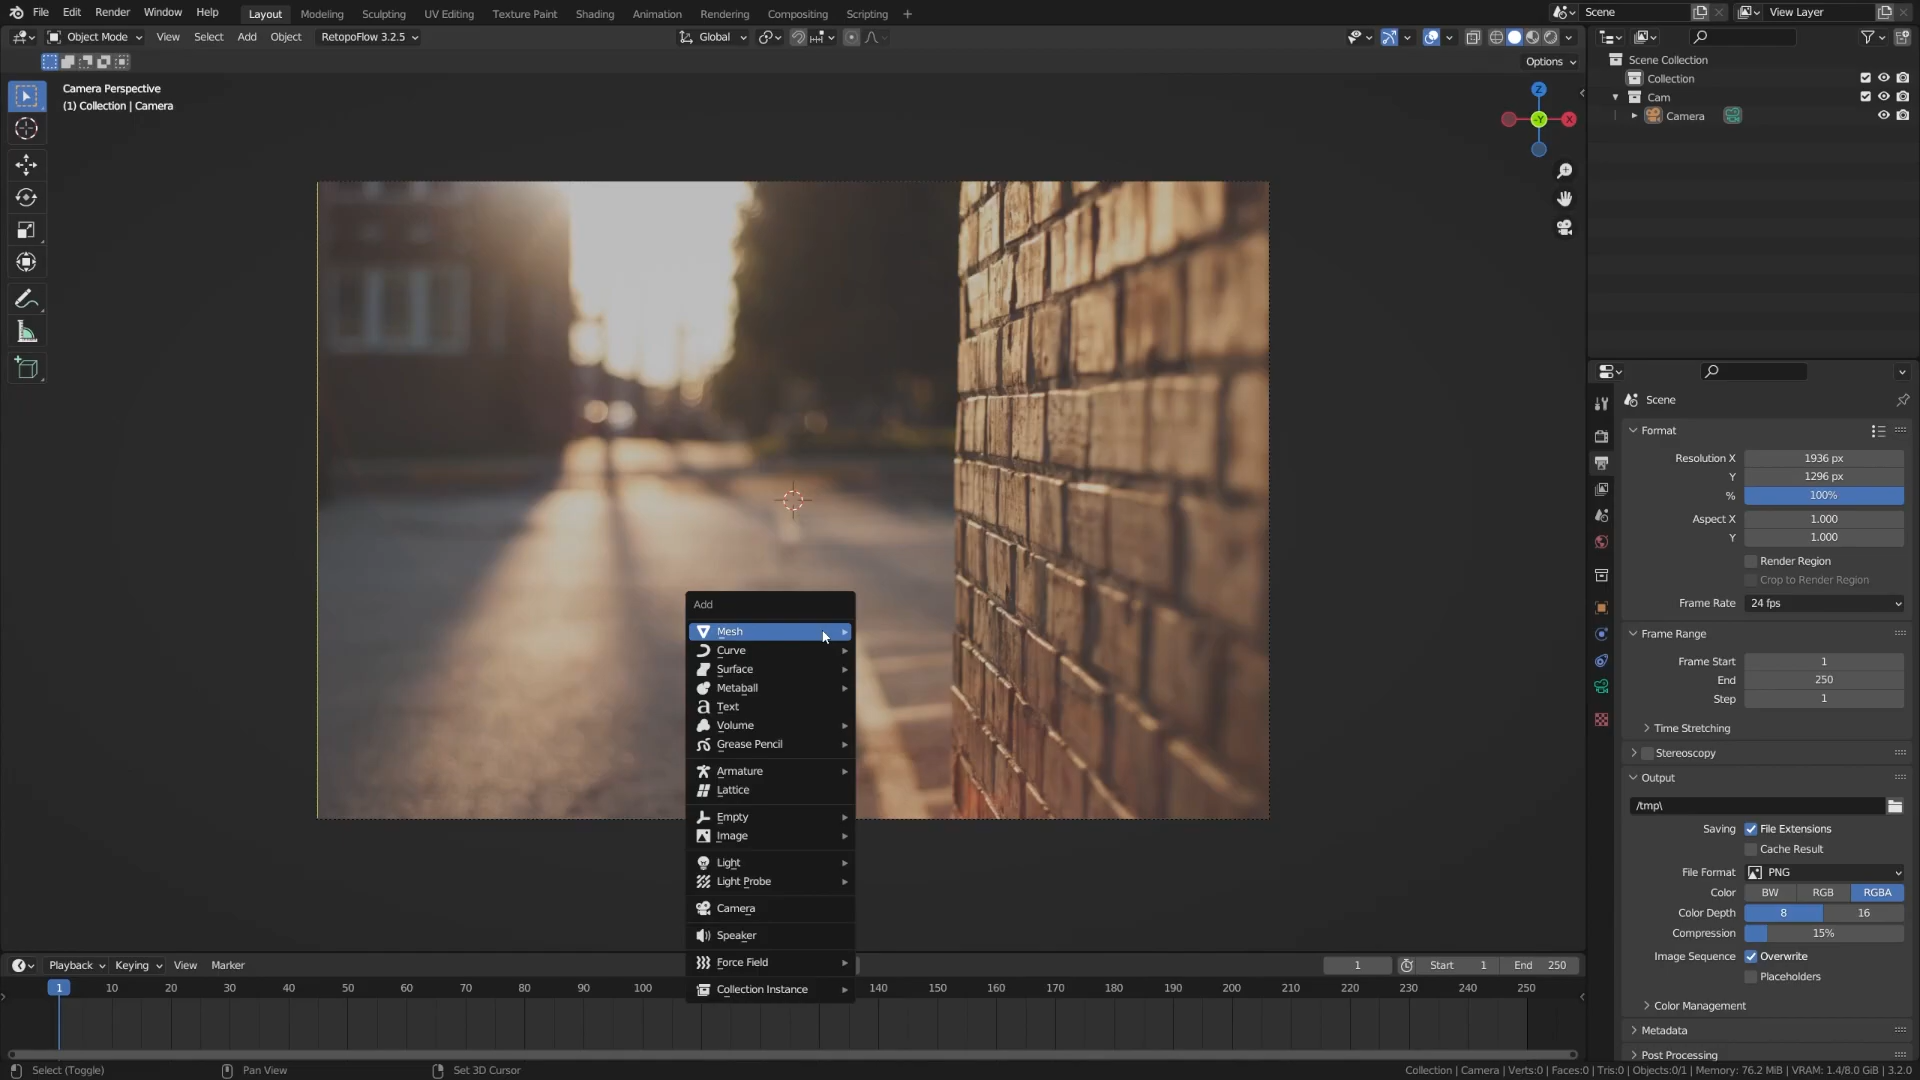 File Edit Render Window Help
Layout Modeling Sculpting UV Editing Texture Paint Shading Animation Rendering Compositing Scripting +
Scene
View Layer
Object Mode View Select Add Object RetopoFlow 3.2.5
Global
Options
Camera Perspective
(1) Collection | Camera
Z
-Y
X
Scene Collection
Collection
Cam
Camera
Scene
Format
Resolution X 1936 px
Y 1296 px
% 100%
Aspect X 1.000
Y 1.000
Render Region
Crop to Render Region
Frame Rate 24 fps
Frame Range
Frame Start 1
End 250
Step 1
Time Stretching
Stereoscopy
Output
/tmp\
Saving File Extensions
Cache Result
File Format PNG
Color BW RGB RGBA
Color Depth 8 16
Compression 15%
Image Sequence Overwrite
Placeholders
Color Management
Metadata
Post Processing
Add
Mesh
Curve
Surface
Metaball
Text
Volume
Grease Pencil
Armature
Lattice
Empty
Image
Light
Light Probe
Camera
Speaker
Force Field
Collection Instance
Playback Keying View Marker
1 Start 1 End 250
1 10 20 30 40 50 60 70 80 90 100 140 150 160 170 180 190 200 210 220 230 240 250
Select (Toggle) Pan View Set 3D Cursor
Collection | Camera | Verts:0 | Faces:0 | Tris:0 | Objects:0/1 | Memory: 76.2 MiB | VRAM: 1.4/8.0 GiB | 3.2.0